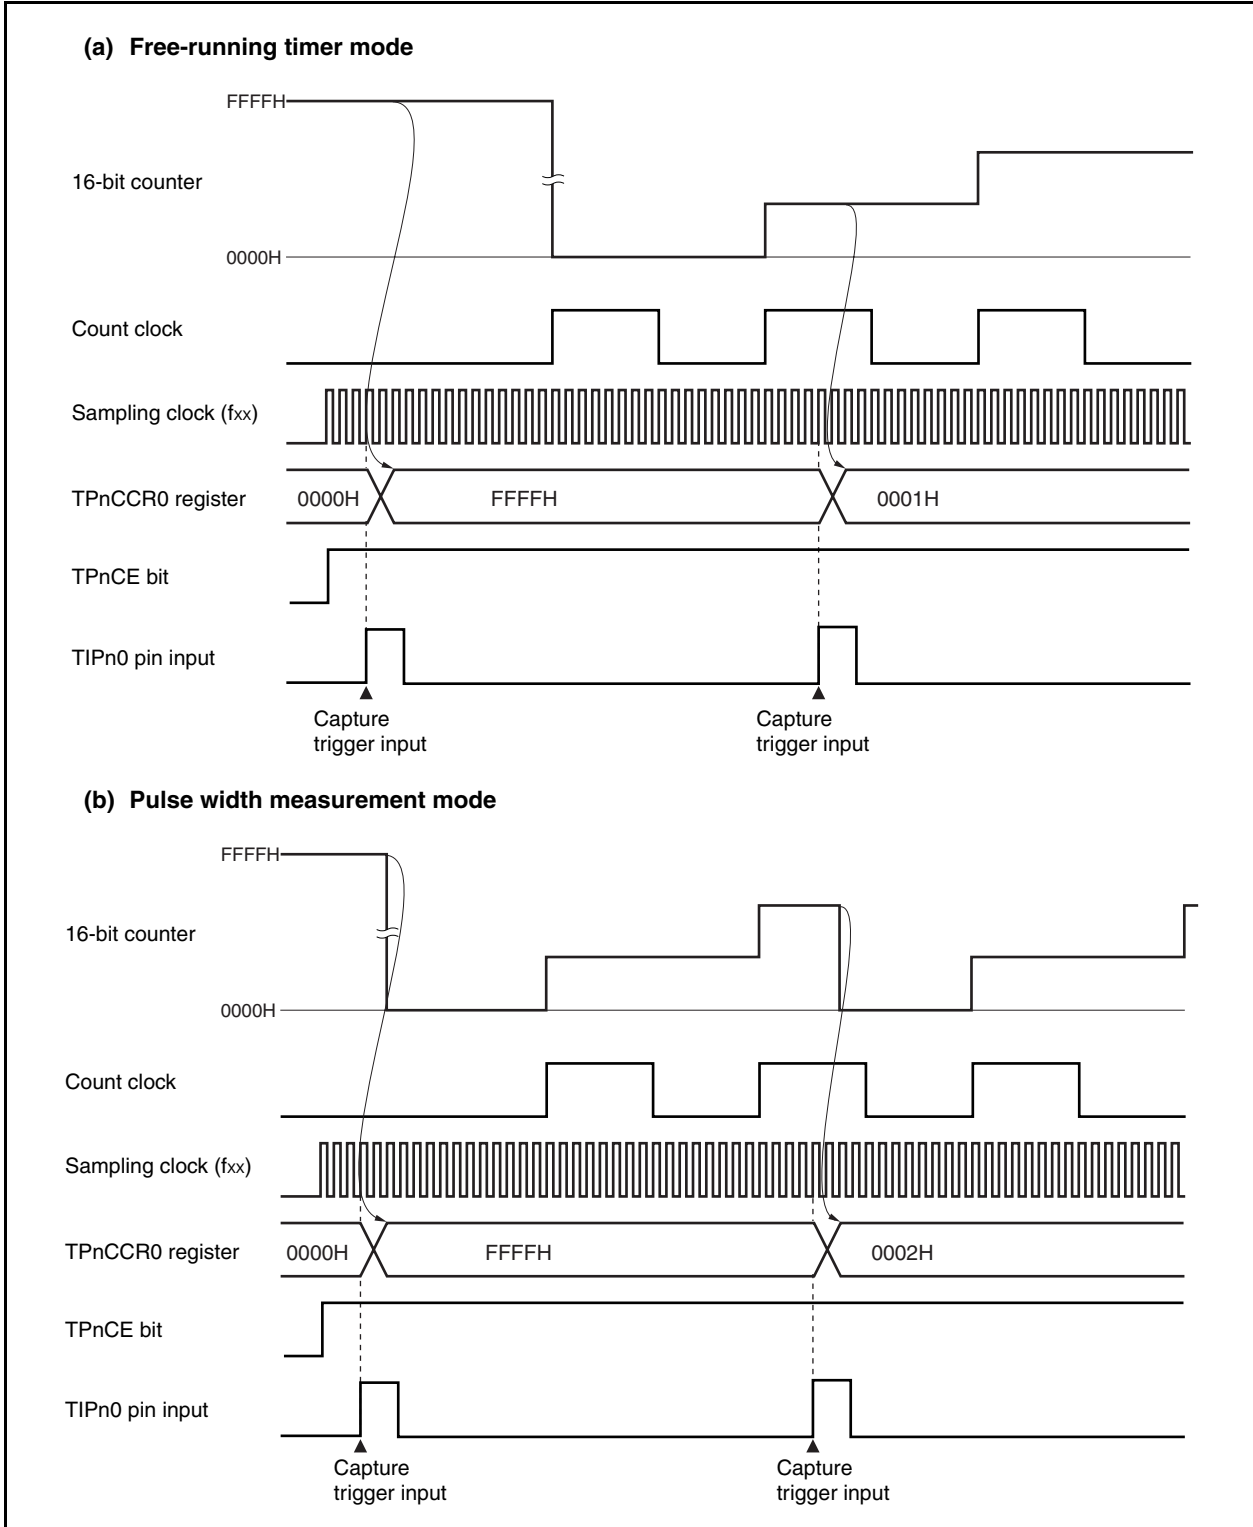 (a) Free-running timer mode
FFFFH
16-bit counter
0000H
Count clock
Sampling clock (fxx)
TPnCCR0 register
0000H
FFFFH
0001H
TPnCE bit
TIPn0 pin input
Capture
trigger input
Capture
trigger input
(b) Pulse width measurement mode
FFFFH
16-bit counter
0000H
Count clock
Sampling clock (fxx)
TPnCCR0 register
0000H
FFFFH
0002H
TPnCE bit
TIPn0 pin input
Capture
trigger input
Capture
trigger input